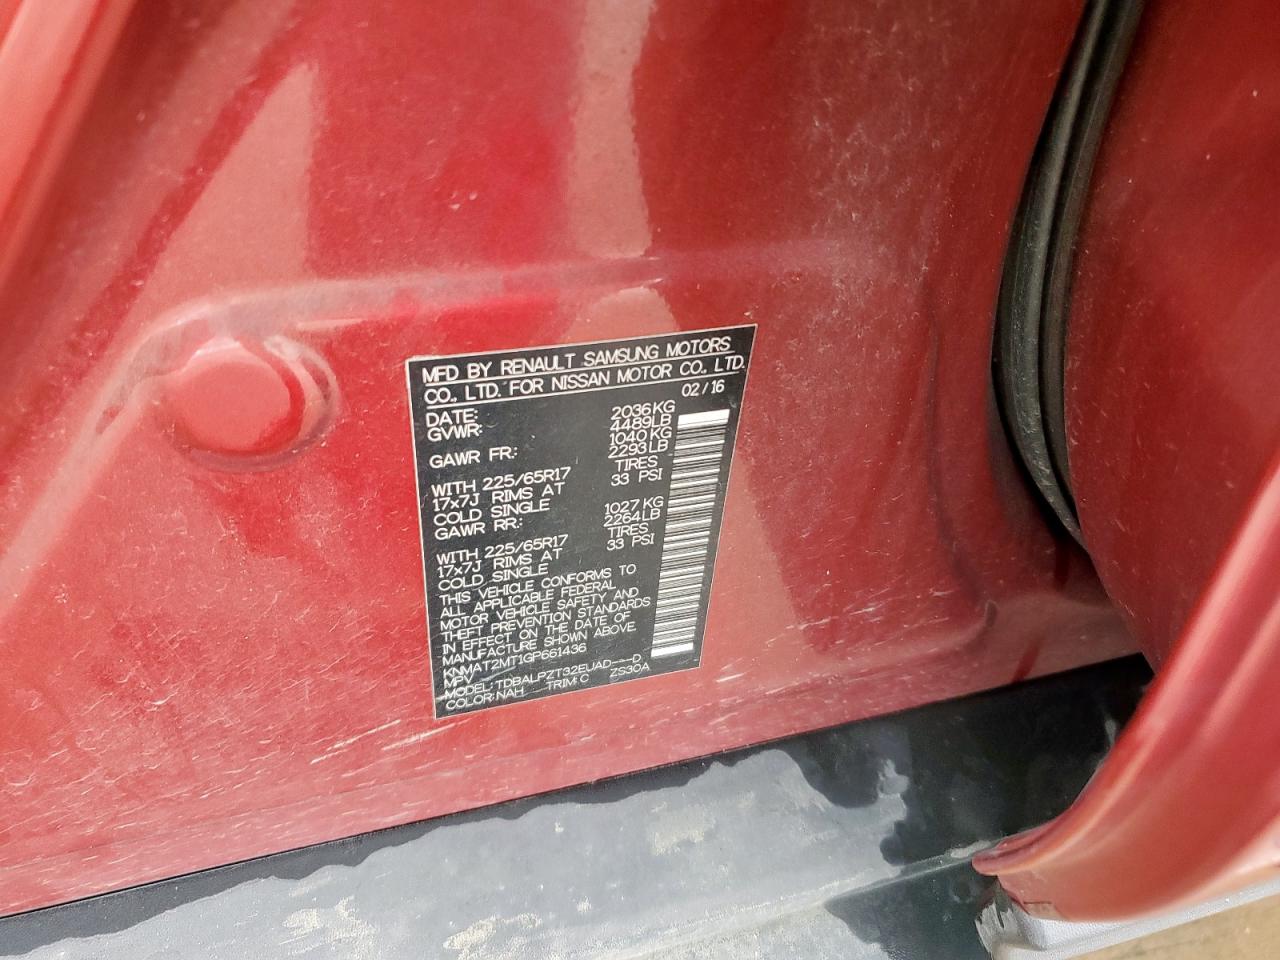 MFD BY RENAULT SAMSUNG MOTORS
CO., LTD. FOR NISSAN MOTOR CO., LTD.
DATE: 02/16
GVWR: 2036KG
4489LB
GAWR FR.: 1040KG
2293LB
WITH 225/65R17 TIRES
17x7J RIMS AT 33 PSI
COLD SINGLE
GAWR RR.: 1027KG
2264LB
WITH 225/65R17 TIRES
17x7J RIMS AT 33 PSI
COLD SINGLE
THIS VEHICLE CONFORMS TO
ALL APPLICABLE FEDERAL
MOTOR VEHICLE SAFETY AND
THEFT PREVENTION STANDARDS
IN EFFECT ON THE DATE OF
MANUFACTURE SHOWN ABOVE.
KNMAT2MT1GP661436
MPV
MODEL: TDBALPZT32EUAD---D
COLOR: NAH TRIM: C ZS30A